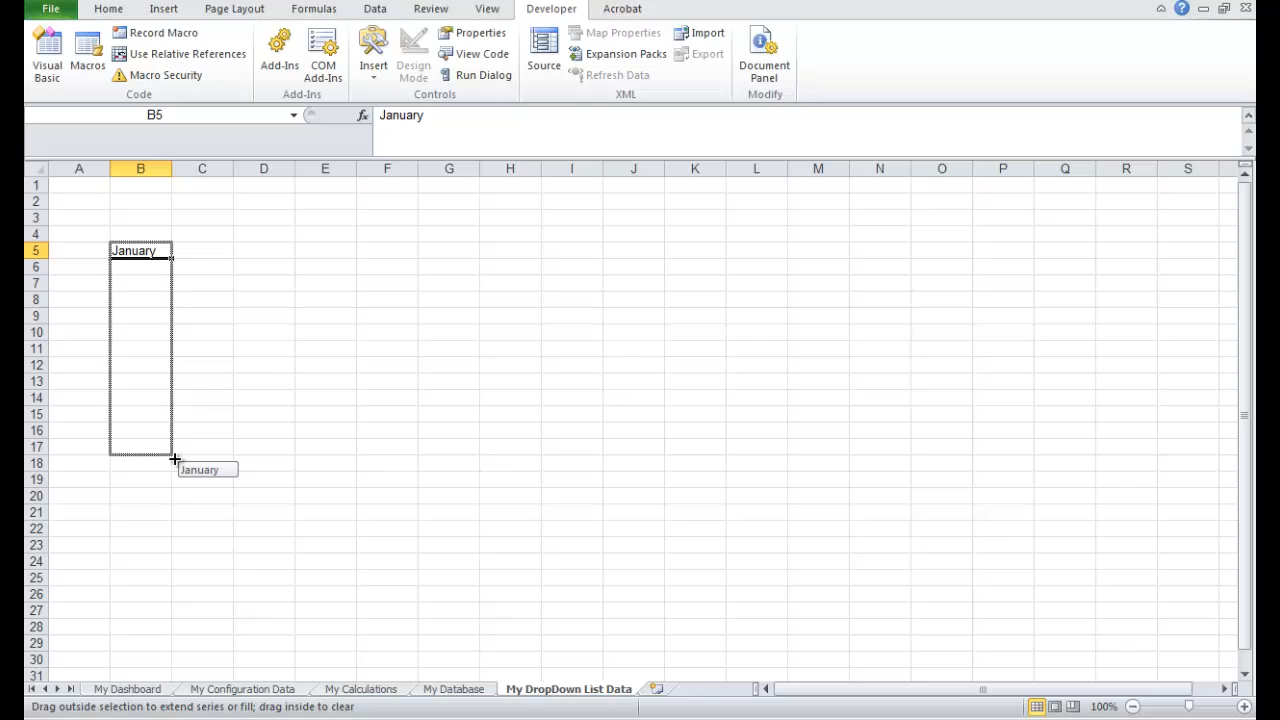 File Home Insert Page Layout Formulas Data Review View Developer Acrobat
Visual Basic
Macros
Record Macro
Use Relative References
Macro Security
Code
Add-Ins
COM Add-Ins
Add-Ins
Insert
Design Mode
Properties
View Code
Run Dialog
Controls
Source
Map Properties
Expansion Packs
Refresh Data
Import
Export
XML
Document Panel
Modify
B5 fx January
A B C D E F G H I J K L M N O P Q R S
1
2
3
4
5 January
6
7
8
9
10
11
12
13
14
15
16
17
18 January
19
20
21
22
23
24
25
26
27
28
29
30
31
My Dashboard My Configuration Data My Calculations My Database My DropDown List Data
Drag outside selection to extend series or fill; drag inside to clear 100%